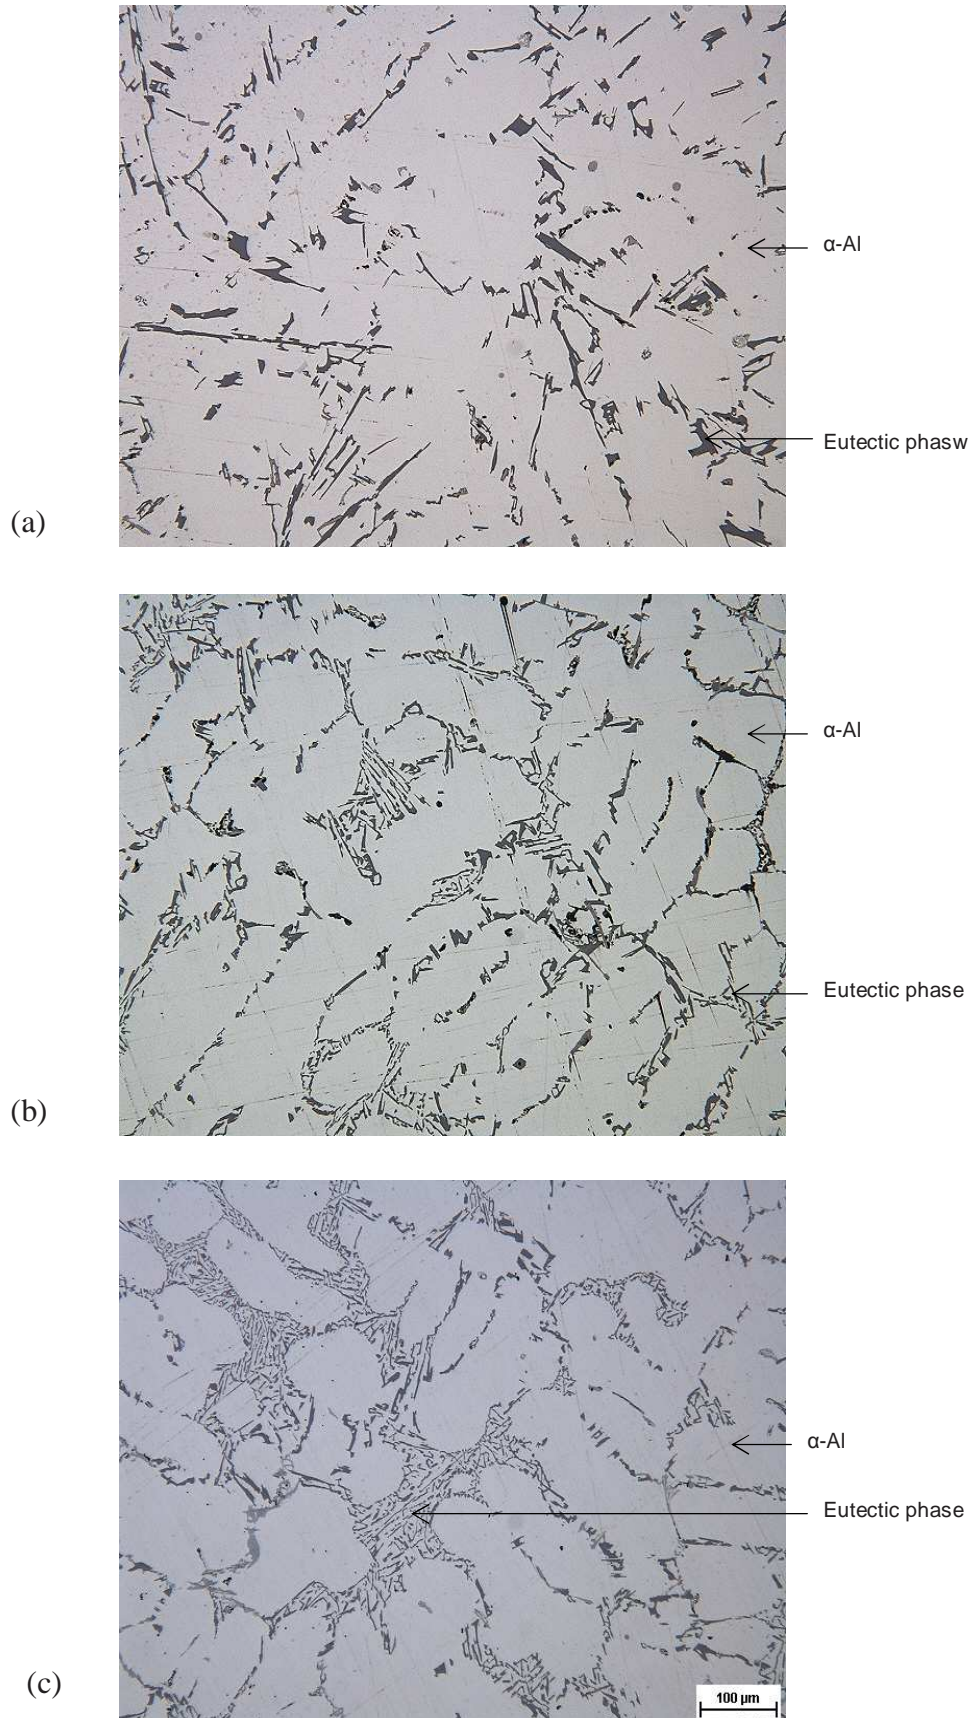 α-Al
Eutectic phasw
(a)
α-Al
Eutectic phase
(b)
α-Al
Eutectic phase
(c)
100 µm